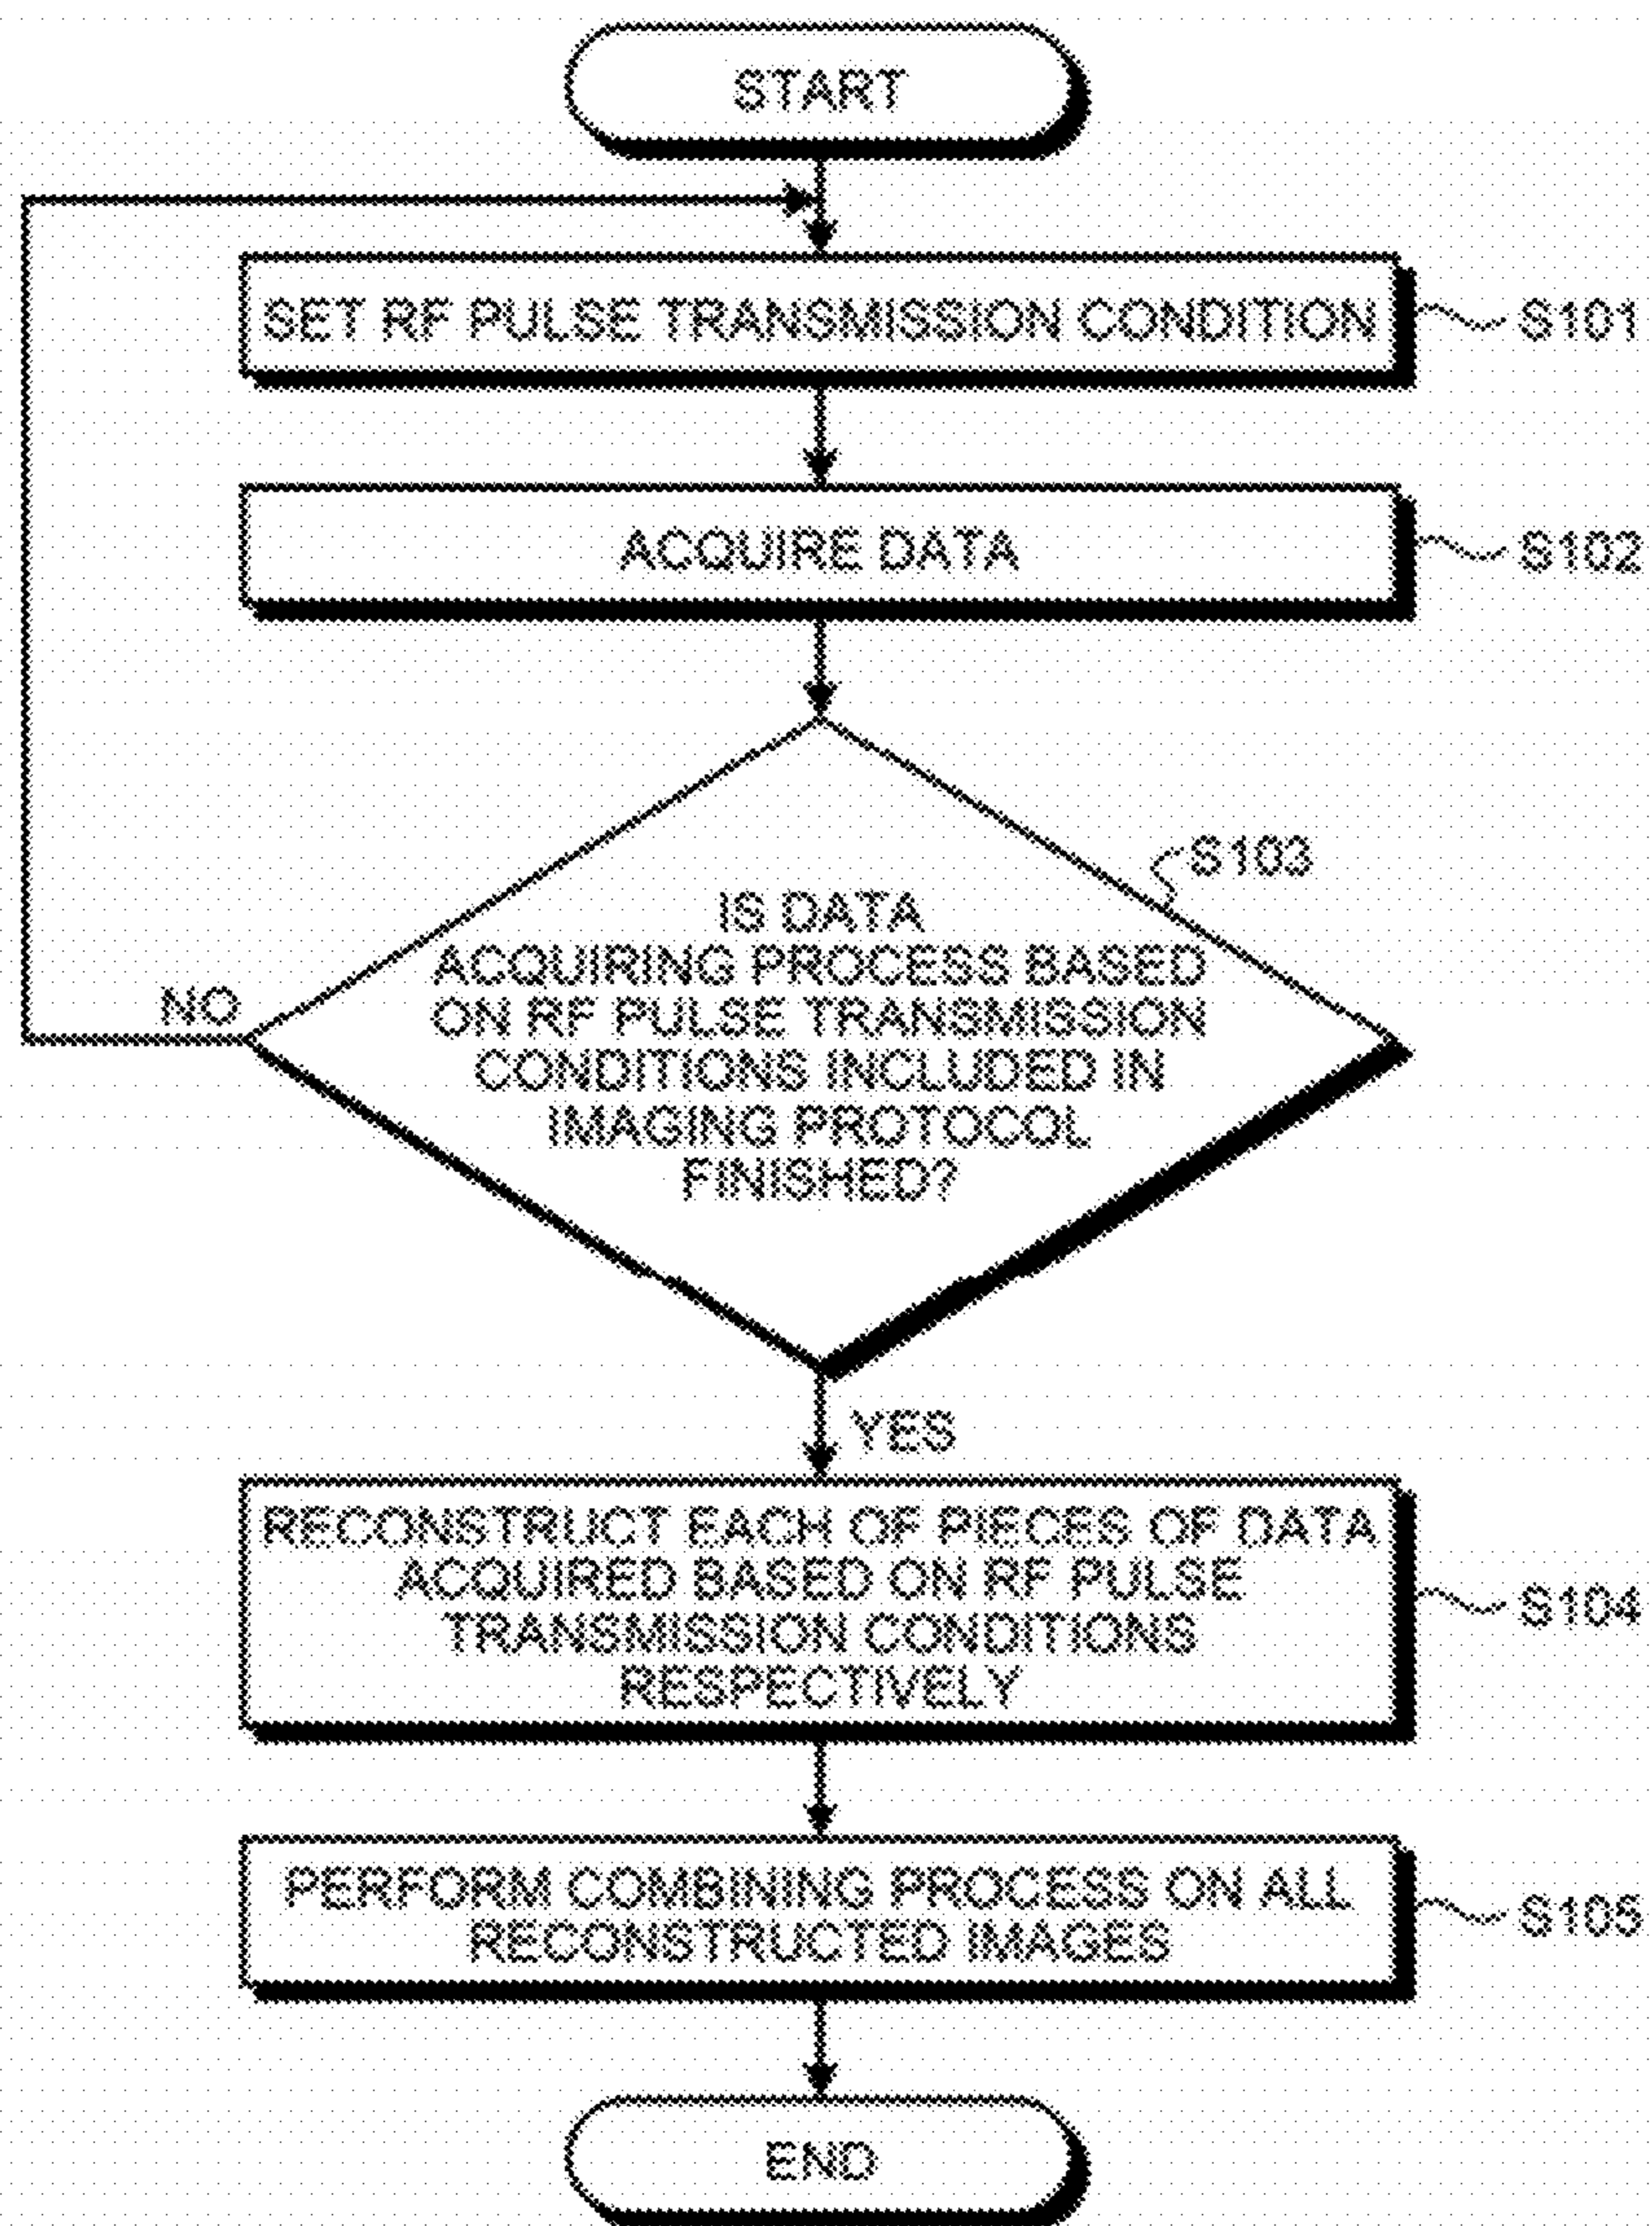 START
SET RF PULSE TRANSMISSION CONDITION
S101
ACQUIRE DATA
S102
S103
IS DATA
ACQUIRING PROCESS BASED
ON RF PULSE TRANSMISSION
CONDITIONS INCLUDED IN
IMAGING PROTOCOL
FINISHED?
NO
YES
RECONSTRUCT EACH OF PIECES OF DATA
ACQUIRED BASED ON RF PULSE
TRANSMISSION CONDITIONS
RESPECTIVELY
S104
PERFORM COMBINING PROCESS ON ALL
RECONSTRUCTED IMAGES
S105
END